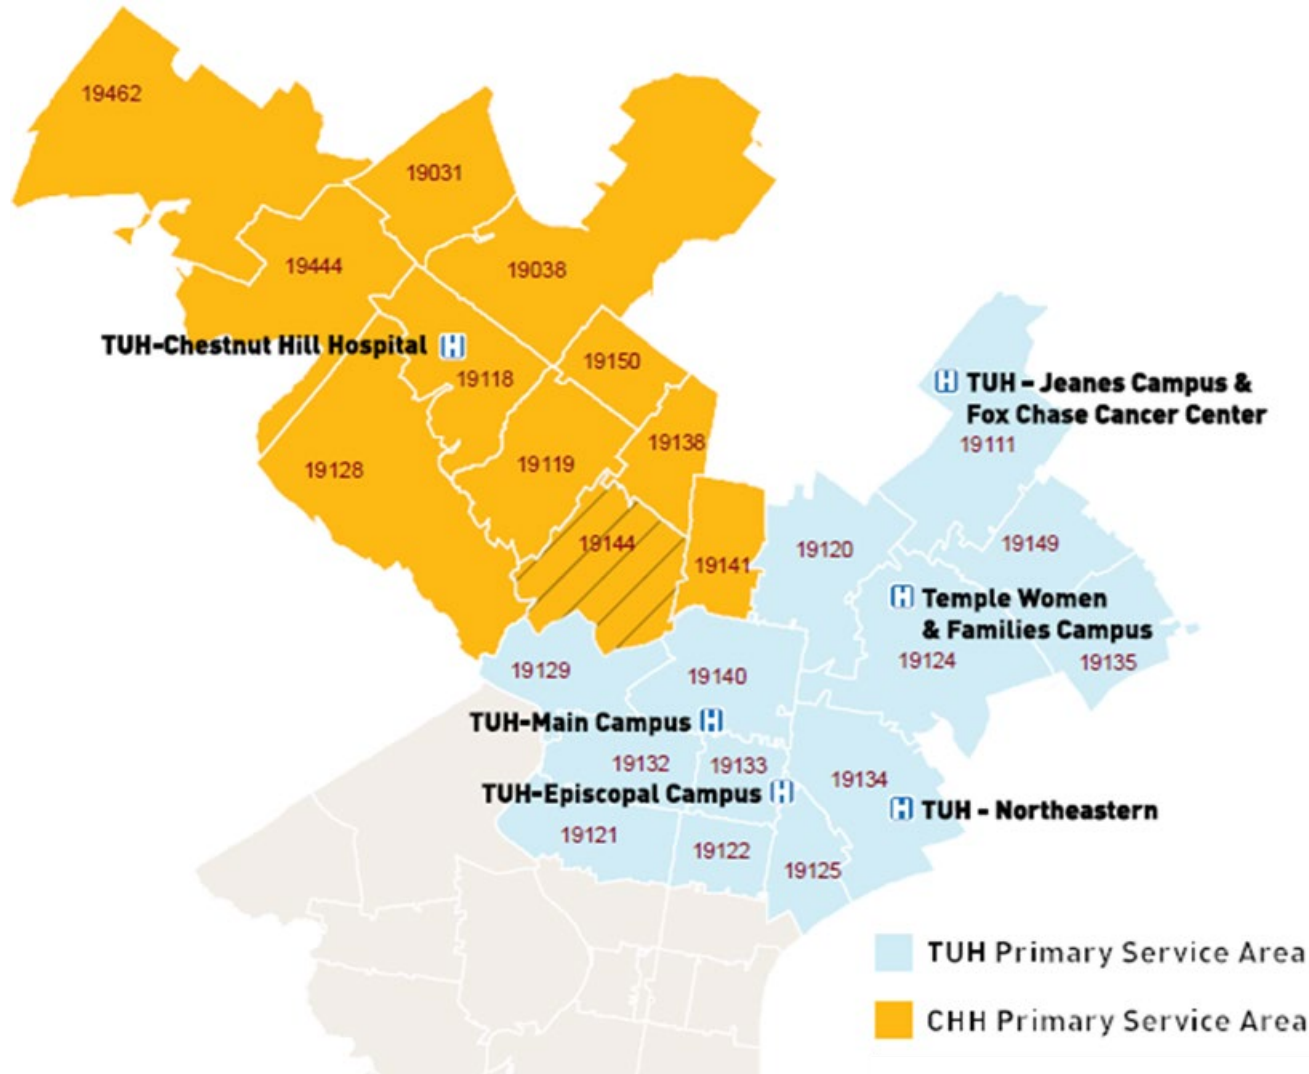 19462
19031
19444
19038
TUH-Chestnut Hill Hospital H
19150
19118
H TUH - Jeanes Campus &
Fox Chase Cancer Center
19138
19111
19119
19128
19144
19120
19149
19141
H Temple Women
& Families Campus
19124
19135
19129
19140
TUH-Main Campus H
19132
19133
19134
TUH-Episcopal Campus H
H TUH - Northeastern
19121
19122
19125
TUH Primary Service Area
CHH Primary Service Area